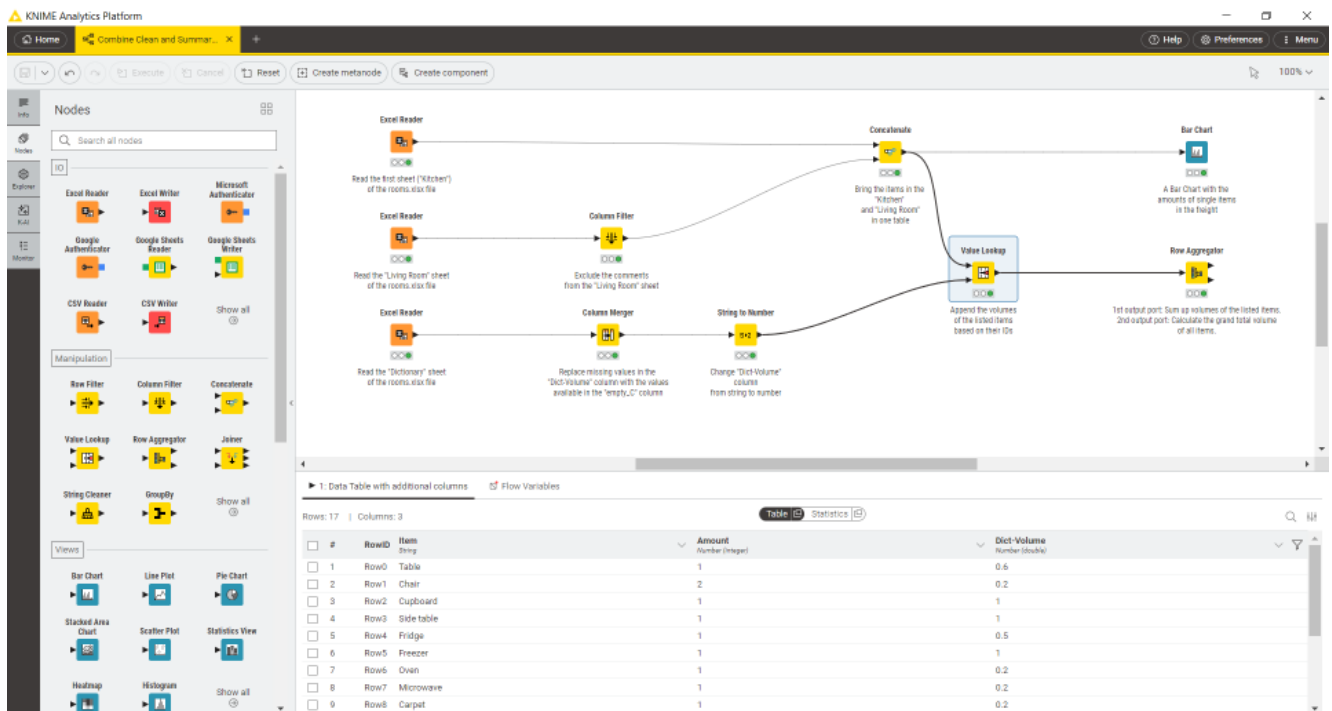 KNIME Analytics Platform
Home
Combine Clean and Summar...
Help
Preferences
Menu
Execute
Cancel
Reset
Create metanode
Create component
100%
Info
Nodes
Explorer
K-AI
Monitor
Nodes
Search all nodes
IO
Excel Reader
Excel Writer
Microsoft
Authenticator
Google
Authenticator
Google Sheets
Reader
Google Sheets
Writer
CSV Reader
CSV Writer
Show all
Manipulation
Row Filter
Column Filter
Concatenate
Value Lookup
Row Aggregator
Joiner
String Cleaner
GroupBy
Show all
Views
Bar Chart
Line Plot
Pie Chart
Stacked Area
Chart
Scatter Plot
Statistics View
Heatmap
Histogram
Show all
Excel Reader
Read the first sheet ("Kitchen")
of the rooms.xlsx file
Excel Reader
Read the "Living Room" sheet
of the rooms.xlsx file
Column Filter
Exclude the comments
from the "Living Room" sheet
Excel Reader
Read the "Dictionary" sheet
of the rooms.xlsx file
Column Merger
Replace missing values in the
"Dict-Volume" column with the values
available in the "empty_C" column
String to Number
Change "Dict-Volume"
column
from string to number
Concatenate
Bring the items in the
"Kitchen"
and "Living Room"
in one table
Value Lookup
Append the volumes
of the listed items
based on their IDs
Bar Chart
A Bar Chart with the
amounts of single items
in the freight
Row Aggregator
1st output port: Sum up volumes of the listed items.
2nd output port: Calculate the grand total volume
of all items.
1: Data Table with additional columns
Flow Variables
Rows: 17 | Columns: 3
Table
Statistics
# RowID Item String Amount Number (integer) Dict-Volume Number (double)
1 Row0 Table 1 0.6
2 Row1 Chair 2 0.2
3 Row2 Cupboard 1 1
4 Row3 Side table 1 1
5 Row4 Fridge 1 0.5
6 Row5 Freezer 1 1
7 Row6 Oven 1 0.2
8 Row7 Microwave 1 0.2
9 Row8 Carpet 1 0.2